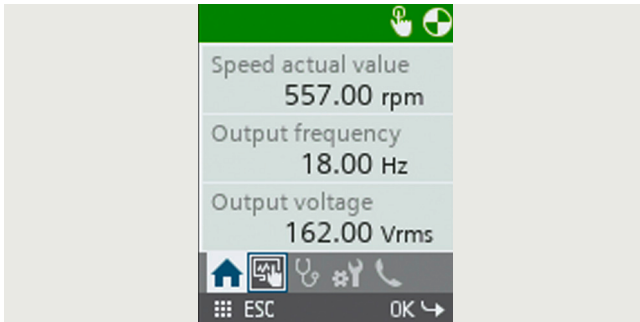 Speed actual value
557.00 rpm
Output frequency
18.00 Hz
Output voltage
162.00 Vrms
ESC OK